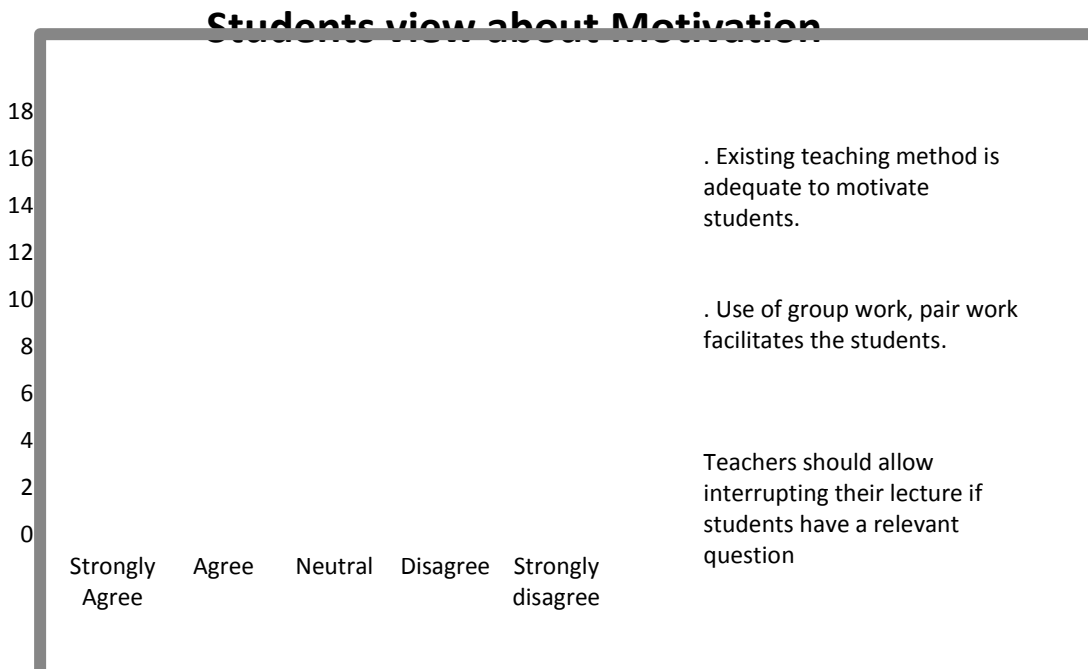 Students view about Motivation
18
16
14
12
10
8
6
4
2
0
Strongly Agree
Agree
Neutral
Disagree
Strongly disagree
. Existing teaching method is
adequate to motivate
students.
. Use of group work, pair work
facilitates the students.
Teachers should allow
interrupting their lecture if
students have a relevant
question